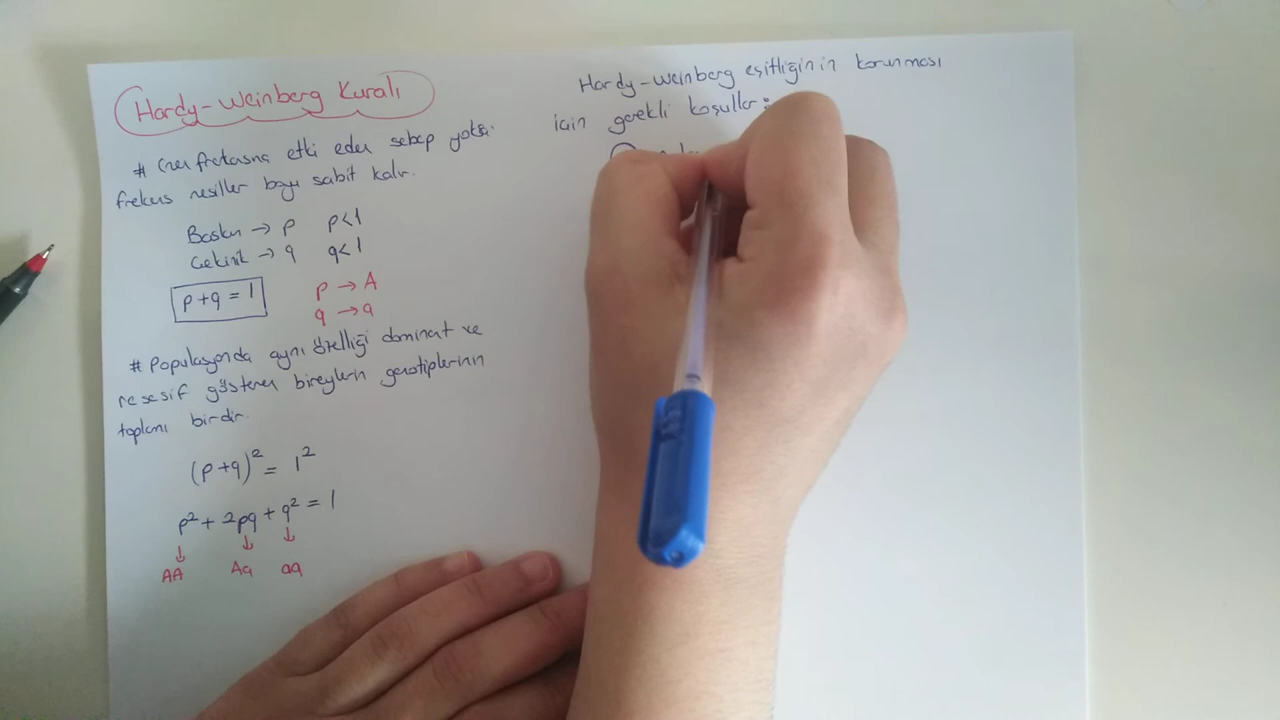 Hardy-Weinberg Kuralı
# Gen frekasına etki eden sebep yoksa
frekans nesiller boyu sabit kalır.
Baskın → p p<1
Çekinik → q q<1
p+q = 1
p → A
q → a
# Populasyonda aynı özelliği dominant ve
resesif gösteren bireylerin genotiplerinin
toplamı birdir.
(p+q)² = 1²
p² + 2pq + q² = 1
↓ ↓ ↓
AA Aa aa
Hardy-Weinberg eşitliğinin korunması
için gerekli koşullar: